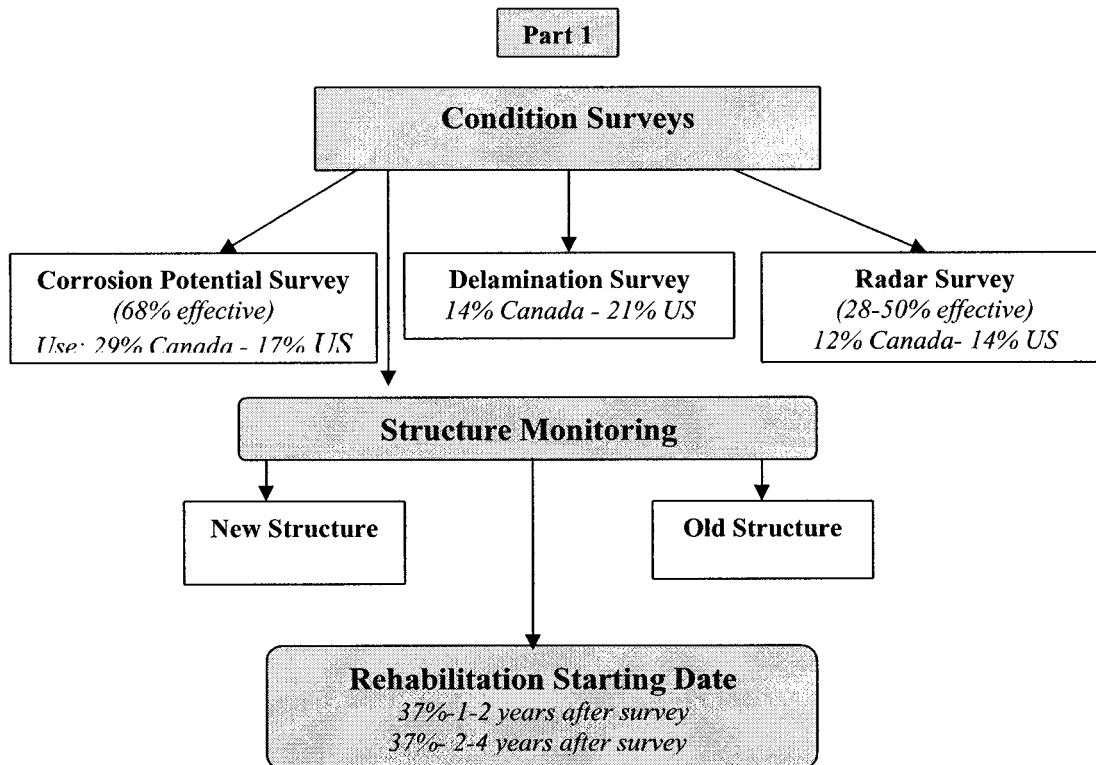 Part 1
Condition Surveys
Corrosion Potential Survey
(68% effective)
Use: 29% Canada - 17% US
Delamination Survey
14% Canada - 21% US
Radar Survey
(28-50% effective)
12% Canada- 14% US
Structure Monitoring
New Structure
Old Structure
Rehabilitation Starting Date
37%-1-2 years after survey
37%- 2-4 years after survey